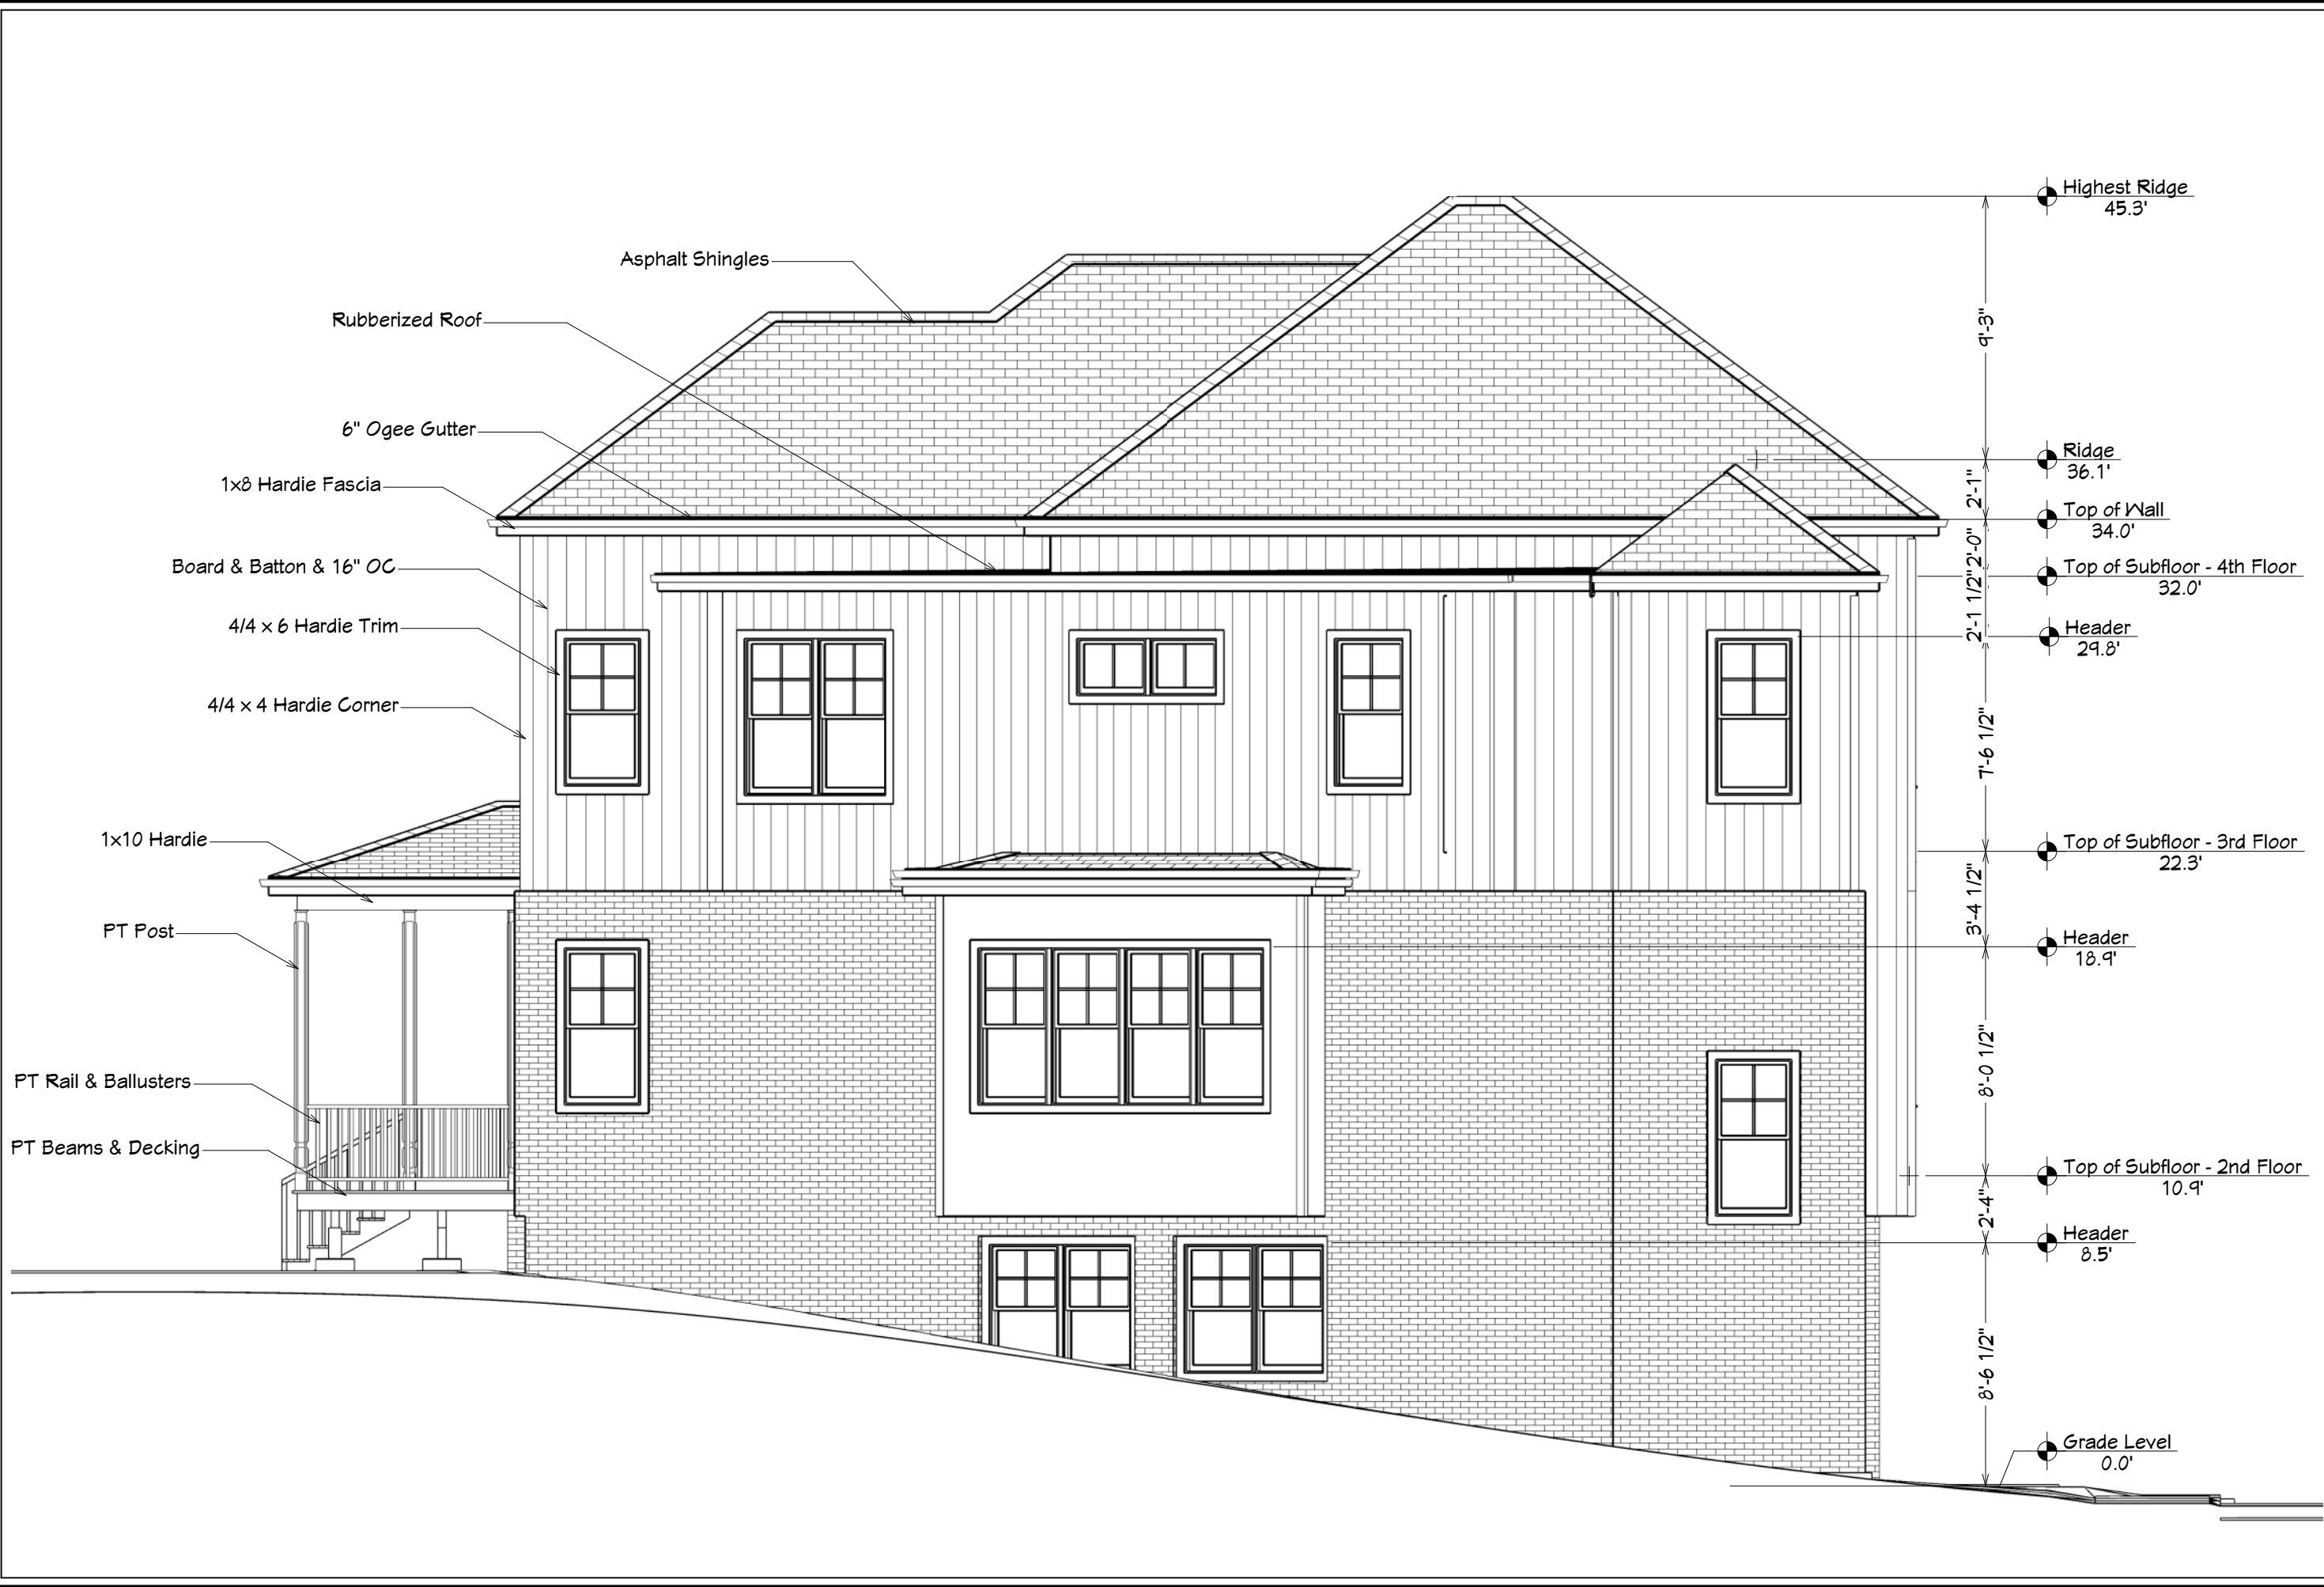 Highest Ridge
45.3'
Asphalt Shingles
Rubberized Roof
9'-3"
6" Ogee Gutter
Ridge
36.1'
1x8 Hardie Fascia
2'-1"
Top of Wall
34.0'
2'-0"
Board & Batton & 16" OC
Top of Subfloor - 4th Floor
32.0'
2'-1 1/2"
4/4 x 6 Hardie Trim
Header
29.8'
4/4 x 4 Hardie Corner
7'-6 1/2"
1x10 Hardie
Top of Subfloor - 3rd Floor
22.3'
3'-4 1/2"
PT Post
Header
18.9'
8'-0 1/2"
PT Rail & Ballusters
PT Beams & Decking
Top of Subfloor - 2nd Floor
10.9'
2'-4"
Header
8.5'
8'-6 1/2"
Grade Level
0.0'